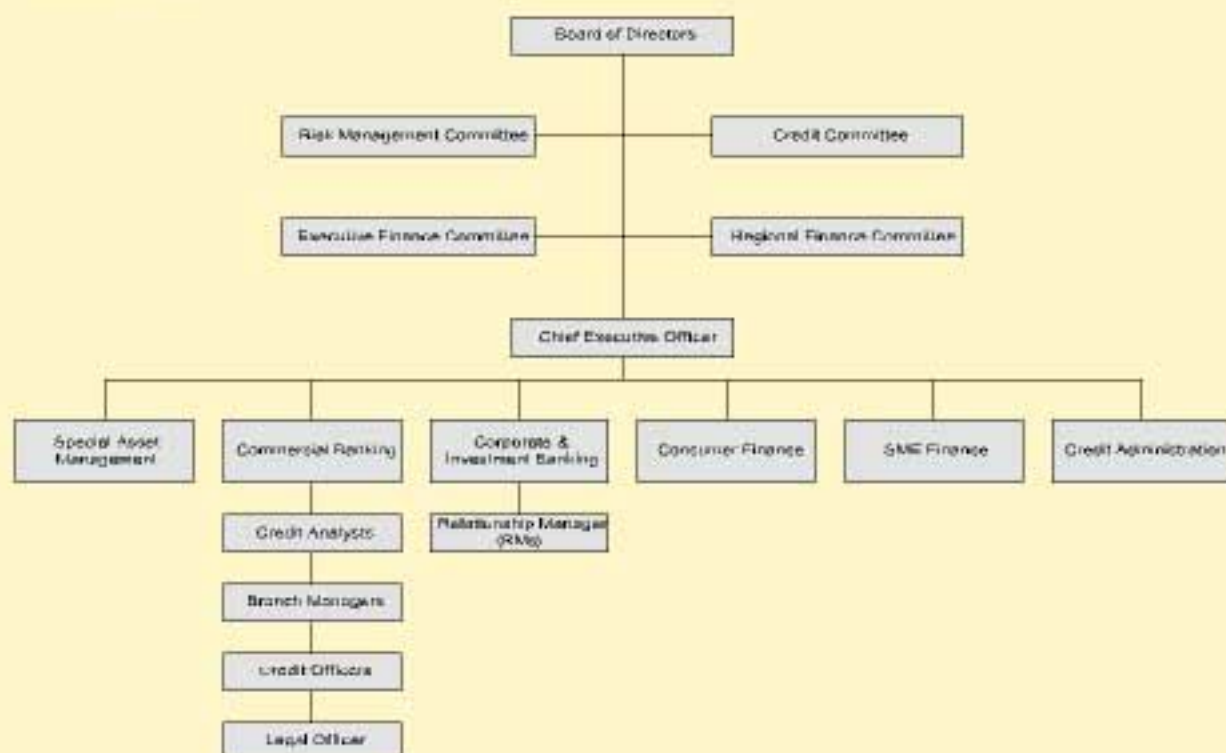 Board of Directors
Risk Management Committee
Credit Committee
Executive Finance Committee
Regional Finance Committee
Chief Executive Officer
Special Asset
Management
Commercial Banking
Corporate &
Investment Banking
Consumer Finance
SME Finance
Credit Administration
Credit Analysts
Relationship Manager
(RMs)
Branch Managers
Credit Officers
Legal Officer